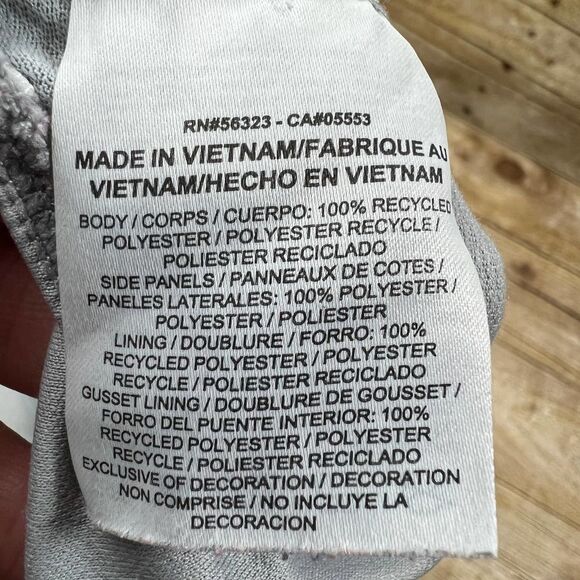 RN#56323 - CA#05553
MADE IN VIETNAM/FABRIQUE AU
VIETNAM/HECHO EN VIETNAM
BODY / CORPS / CUERPO: 100% RECYCLED
POLYESTER / POLYESTER RECYCLE /
POLIESTER RECICLADO
SIDE PANELS / PANNEAUX DE COTES /
PANELES LATERALES: 100% POLYESTER /
POLYESTER / POLIESTER
LINING / DOUBLURE / FORRO: 100%
RECYCLED POLYESTER / POLYESTER
RECYCLE / POLIESTER RECICLADO
GUSSET LINING / DOUBLURE DE GOUSSET /
FORRO DEL PUENTE INTERIOR: 100%
RECYCLED POLYESTER / POLYESTER
RECYCLE / POLIESTER RECICLADO
EXCLUSIVE OF DECORATION / DECORATION
NON COMPRISE / NO INCLUYE LA
DECORACION